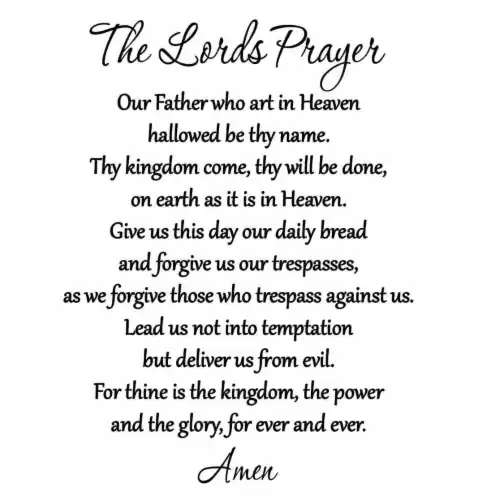 The Lords Prayer
Our Father who art in Heaven
hallowed be thy name.
Thy kingdom come, thy will be done,
on earth as it is in Heaven.
Give us this day our daily bread
and forgive us our trespasses,
as we forgive those who trespass against us.
Lead us not into temptation
but deliver us from evil.
For thine is the kingdom, the power
and the glory, for ever and ever.
Amen